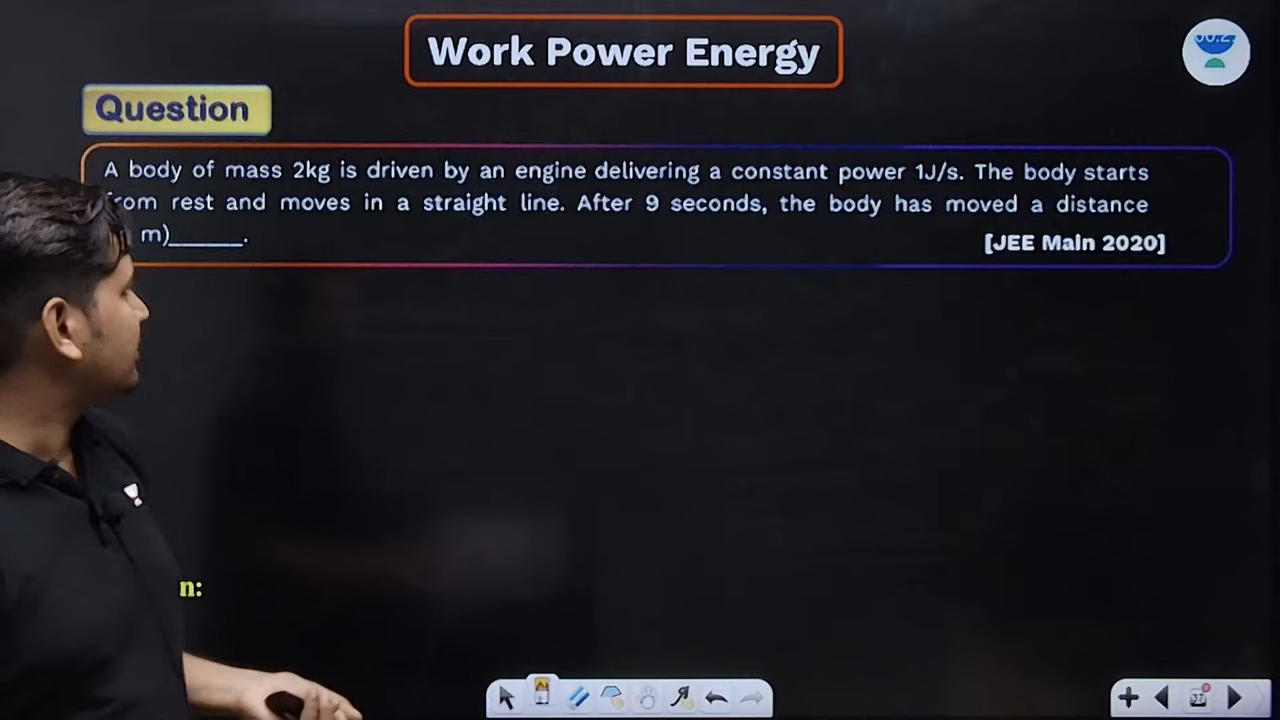 Work Power Energy
Question
A body of mass 2kg is driven by an engine delivering a constant power 1J/s. The body starts
from rest and moves in a straight line. After 9 seconds, the body has moved a distance
m)______.
[JEE Main 2020]
n:
37